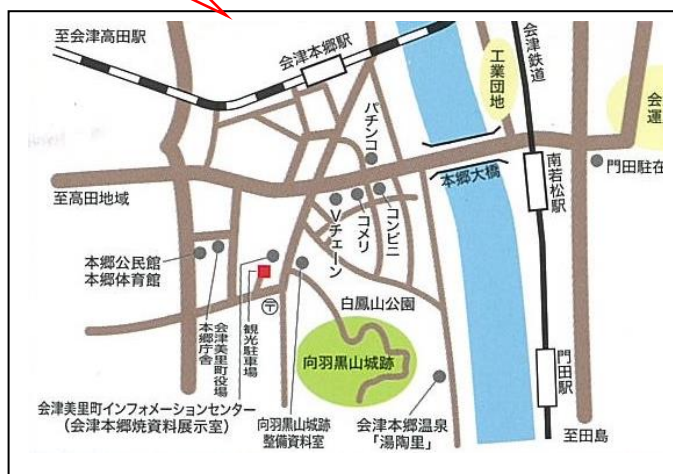 至会津高田駅
会津本郷駅
工業団地
会津鉄道
会
運
パチンコ
本郷大橋
南若松駅
門田駐在
至高田地域
Vチェーン
コメリ
コンビニ
本郷公民館
本郷体育館
会津美里町役場
本郷庁舎
観光駐車場
〒
白鳳山公園
向羽黒山城跡
門田駅
会津美里町インフォメーションセンター
(会津本郷焼資料展示室)
向羽黒山城跡
整備資料室
会津本郷温泉
「湯陶里」
至田島